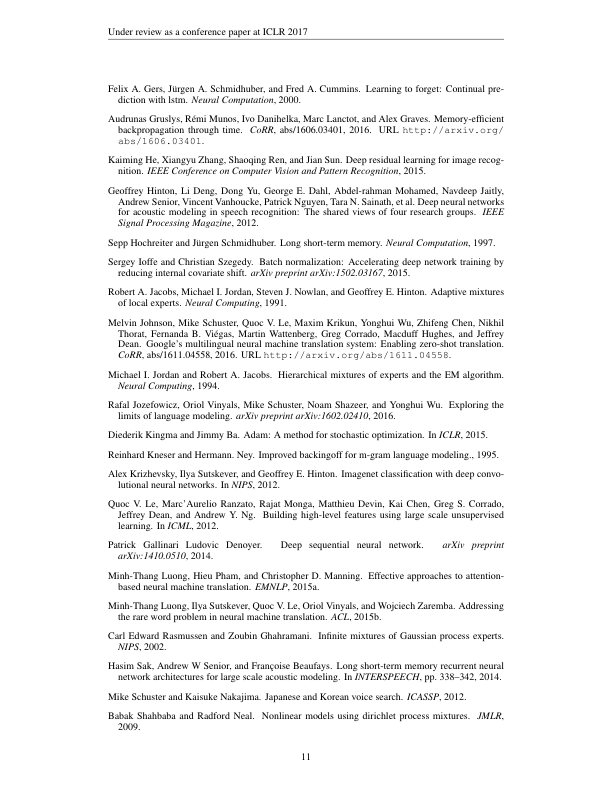 Under review as a conference paper at ICLR 2017
Felix A. Gers, Jürgen A. Schmidhuber, and Fred A. Cummins. Learning to forget: Continual pre-
diction with lstm. Neural Computation, 2000.
Audrunas Gruslys, Rémi Munos, Ivo Danihelka, Marc Lanctot, and Alex Graves. Memory-efficient
backpropagation through time. CoRR, abs/1606.03401, 2016. URL http://arxiv.org/
abs/1606.03401.
Kaiming He, Xiangyu Zhang, Shaoqing Ren, and Jian Sun. Deep residual learning for image recog-
nition. IEEE Conference on Computer Vision and Pattern Recognition, 2015.
Geoffrey Hinton, Li Deng, Dong Yu, George E. Dahl, Abdel-rahman Mohamed, Navdeep Jaitly,
Andrew Senior, Vincent Vanhoucke, Patrick Nguyen, Tara N. Sainath, et al. Deep neural networks
for acoustic modeling in speech recognition: The shared views of four research groups. IEEE
Signal Processing Magazine, 2012.
Sepp Hochreiter and Jürgen Schmidhuber. Long short-term memory. Neural Computation, 1997.
Sergey Ioffe and Christian Szegedy. Batch normalization: Accelerating deep network training by
reducing internal covariate shift. arXiv preprint arXiv:1502.03167, 2015.
Robert A. Jacobs, Michael I. Jordan, Steven J. Nowlan, and Geoffrey E. Hinton. Adaptive mixtures
of local experts. Neural Computing, 1991.
Melvin Johnson, Mike Schuster, Quoc V. Le, Maxim Krikun, Yonghui Wu, Zhifeng Chen, Nikhil
Thorat, Fernanda B. Viégas, Martin Wattenberg, Greg Corrado, Macduff Hughes, and Jeffrey
Dean. Google's multilingual neural machine translation system: Enabling zero-shot translation.
CoRR, abs/1611.04558, 2016. URL http://arxiv.org/abs/1611.04558.
Michael I. Jordan and Robert A. Jacobs. Hierarchical mixtures of experts and the EM algorithm.
Neural Computing, 1994.
Rafal Jozefowicz, Oriol Vinyals, Mike Schuster, Noam Shazeer, and Yonghui Wu. Exploring the
limits of language modeling. arXiv preprint arXiv:1602.02410, 2016.
Diederik Kingma and Jimmy Ba. Adam: A method for stochastic optimization. In ICLR, 2015.
Reinhard Kneser and Hermann. Ney. Improved backingoff for m-gram language modeling., 1995.
Alex Krizhevsky, Ilya Sutskever, and Geoffrey E. Hinton. Imagenet classification with deep convo-
lutional neural networks. In NIPS, 2012.
Quoc V. Le, Marc'Aurelio Ranzato, Rajat Monga, Matthieu Devin, Kai Chen, Greg S. Corrado,
Jeffrey Dean, and Andrew Y. Ng. Building high-level features using large scale unsupervised
learning. In ICML, 2012.
Patrick Gallinari Ludovic Denoyer. Deep sequential neural network. arXiv preprint
arXiv:1410.0510, 2014.
Minh-Thang Luong, Hieu Pham, and Christopher D. Manning. Effective approaches to attention-
based neural machine translation. EMNLP, 2015a.
Minh-Thang Luong, Ilya Sutskever, Quoc V. Le, Oriol Vinyals, and Wojciech Zaremba. Addressing
the rare word problem in neural machine translation. ACL, 2015b.
Carl Edward Rasmussen and Zoubin Ghahramani. Infinite mixtures of Gaussian process experts.
NIPS, 2002.
Hasim Sak, Andrew W Senior, and Françoise Beaufays. Long short-term memory recurrent neural
network architectures for large scale acoustic modeling. In INTERSPEECH, pp. 338–342, 2014.
Mike Schuster and Kaisuke Nakajima. Japanese and Korean voice search. ICASSP, 2012.
Babak Shahbaba and Radford Neal. Nonlinear models using dirichlet process mixtures. JMLR,
2009.
11